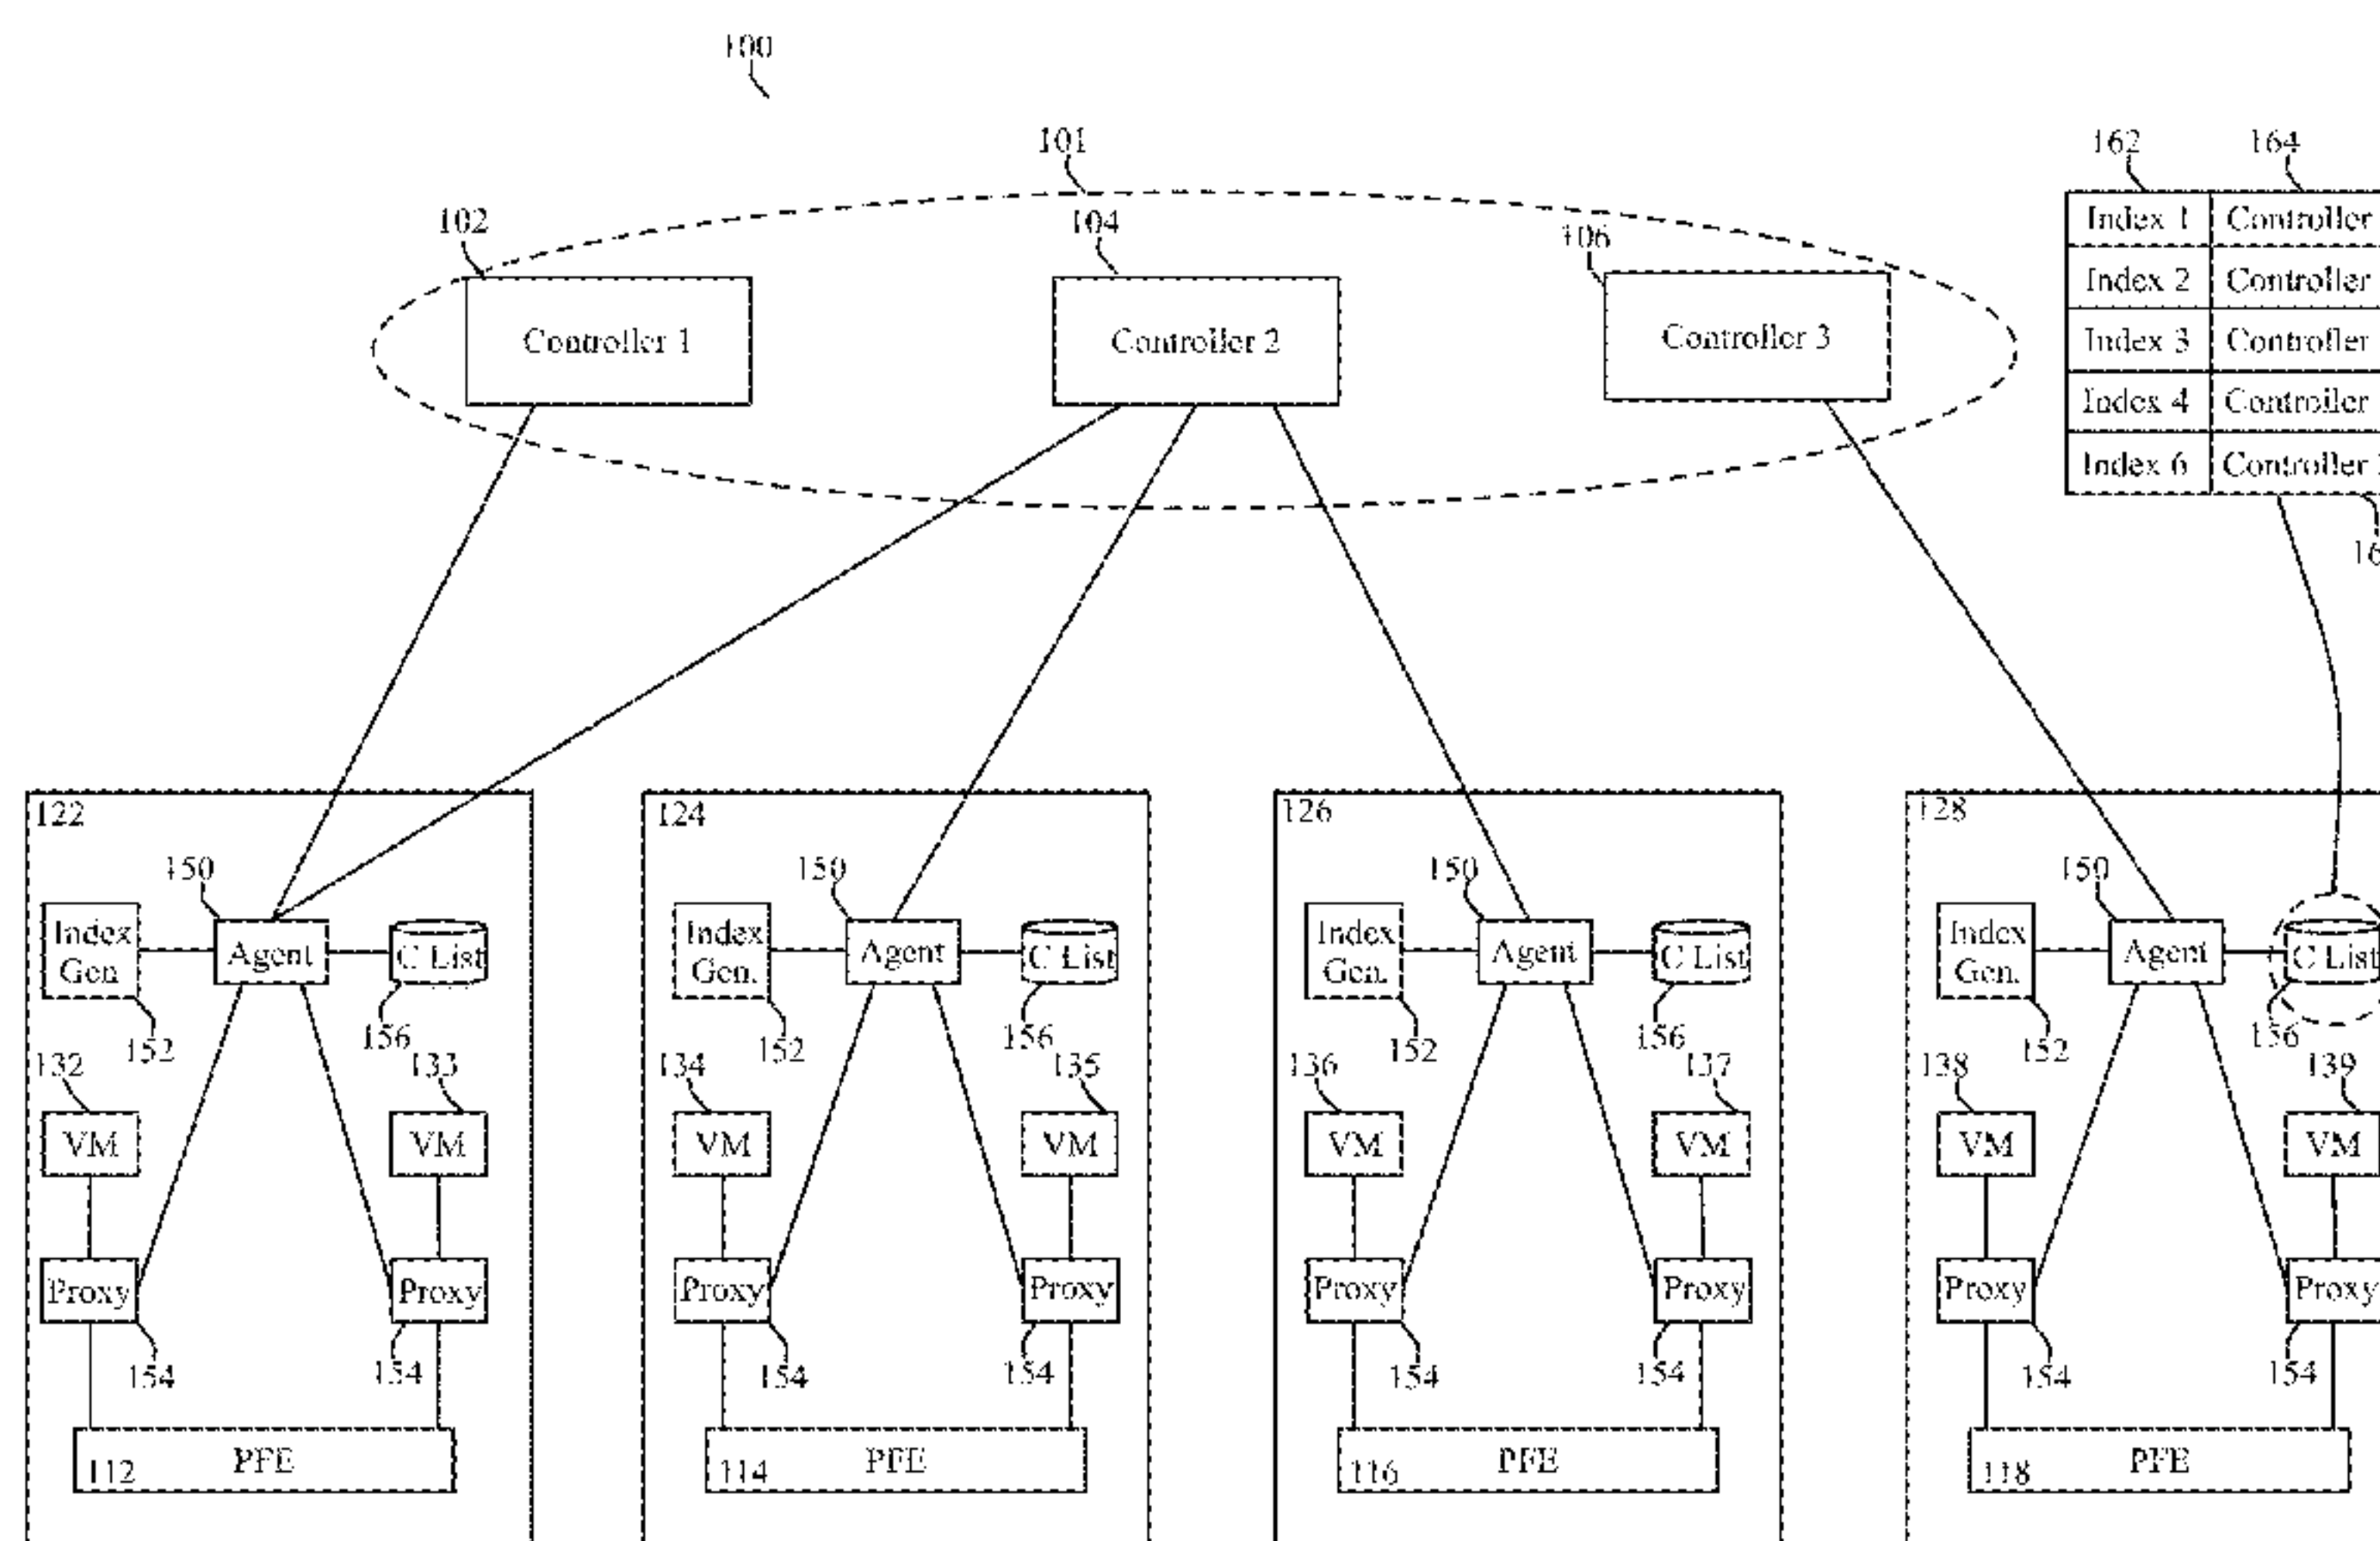 100
101
162
164
102
104
106
Index 1 Controller
Index 2 Controller
Controller 1
Controller 2
Controller 3
Index 3 Controller
Index 4 Controller
Index 6 Controller
122
124
126
128
150
150
150
150
Index Agent C List
Gen
Index Agent C List
Gen.
Index Agent C List
Gen.
Index Agent C List
Gen.
152
156
152
156
152
156
152
156
132
133
134
135
136
137
138
139
VM
VM
VM
VM
VM
VM
VM
VM
Proxy
Proxy
Proxy
Proxy
Proxy
Proxy
Proxy
Proxy
154
154
154
154
154
154
154
154
112 PFE
114 PFE
116 PFE
118 PFE